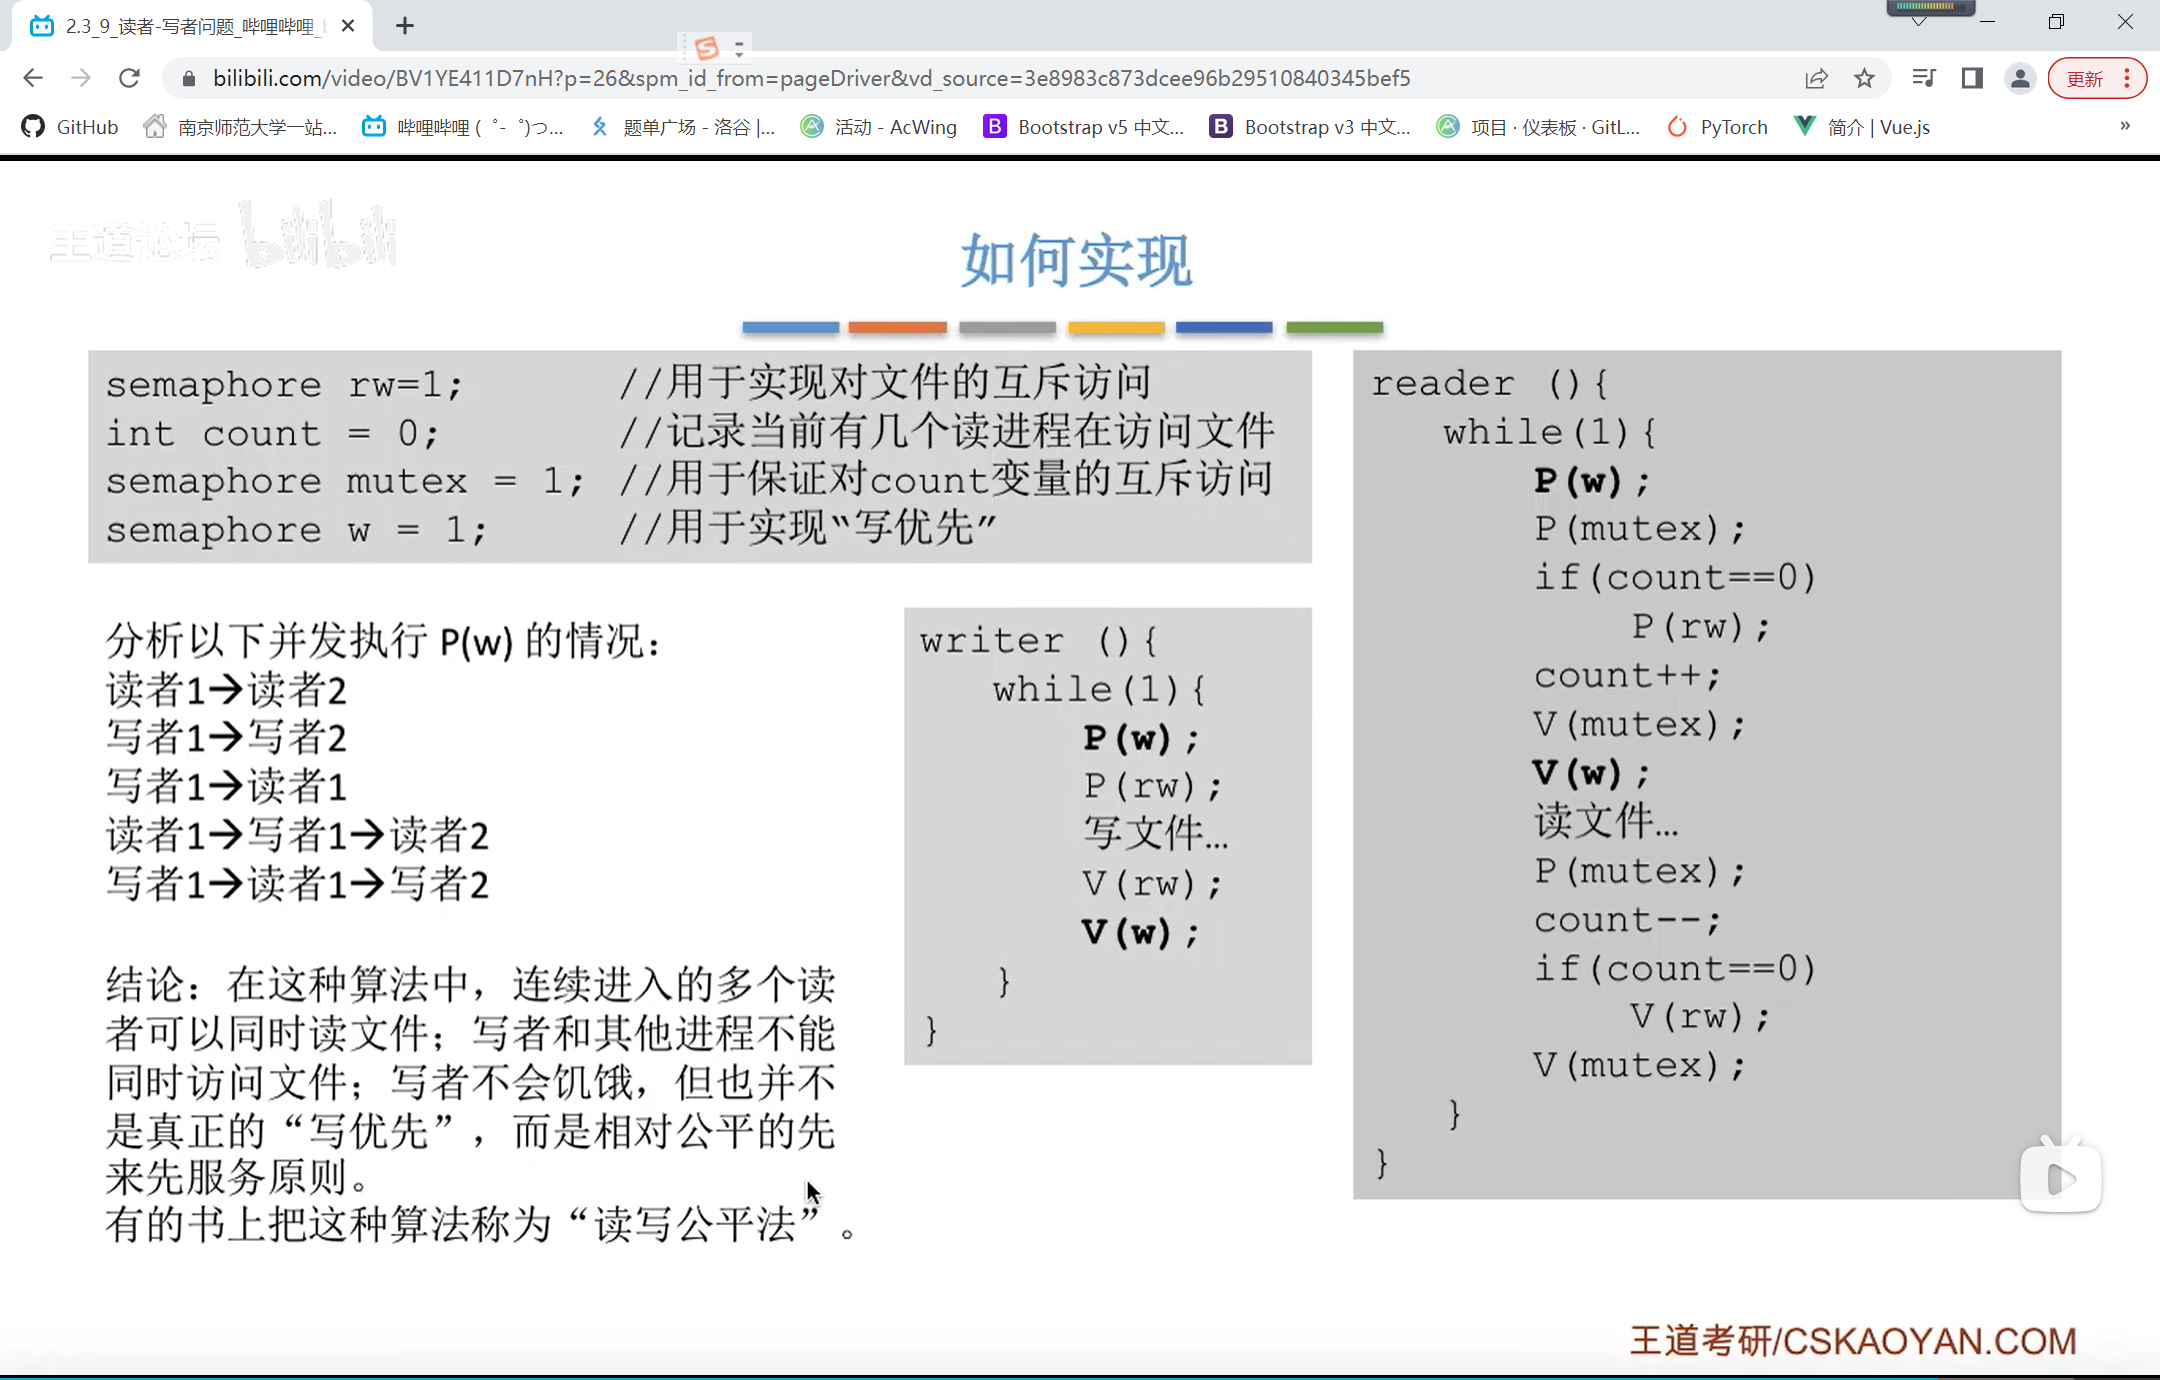 2.3_9_读者-写者问题_哔哩哔哩_
bilibili.com/video/BV1YE411D7nH?p=26&spm_id_from=pageDriver&vd_source=3e8983c873dcee96b29510840345bef5
更新
GitHub
南京师范大学一站...
哔哩哔哩 (゜-゜)つ...
题单广场 - 洛谷 |...
活动 - AcWing
Bootstrap v5 中文...
Bootstrap v3 中文...
项目 · 仪表板 · GitL...
PyTorch
简介 | Vue.js
»
王道论坛 bilibili
如何实现
semaphore rw=1; //用于实现对文件的互斥访问
int count = 0; //记录当前有几个读进程在访问文件
semaphore mutex = 1; //用于保证对count变量的互斥访问
semaphore w = 1; //用于实现“写优先”
分析以下并发执行 P(w) 的情况：
读者1→读者2
写者1→写者2
写者1→读者1
读者1→写者1→读者2
写者1→读者1→写者2
结论：在这种算法中，连续进入的多个读
者可以同时读文件；写者和其他进程不能
同时访问文件；写者不会饥饿，但也并不
是真正的“写优先”，而是相对公平的先
来先服务原则。
有的书上把这种算法称为“读写公平法”。
writer (){
while(1){
P(w);
P(rw);
写文件…
V(rw);
V(w);
}
}
reader (){
while(1){
P(w);
P(mutex);
if(count==0)
P(rw);
count++;
V(mutex);
V(w);
读文件…
P(mutex);
count--;
if(count==0)
V(rw);
V(mutex);
}
}
王道考研/CSKAOYAN.COM